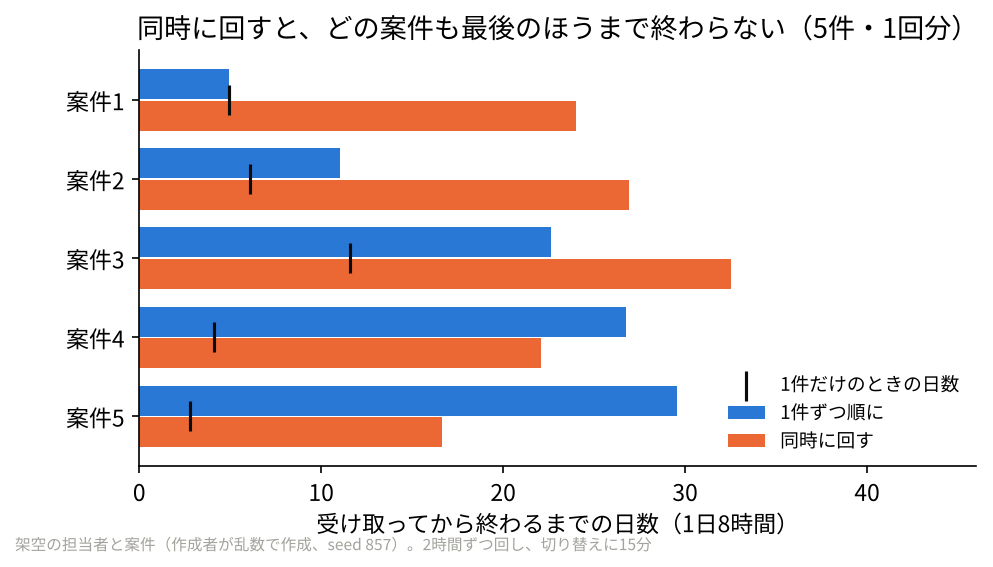 同時に回すと、どの案件も最後のほうまで終わらない（5件・1回分）
案件1
案件2
案件3
案件4
案件5
1件だけのときの日数
1件ずつ順に
同時に回す
0 10 20 30 40
受け取ってから終わるまでの日数（1日8時間）
架空の担当者と案件（作成者が乱数で作成、seed 857）。2時間ずつ回し、切り替えに15分